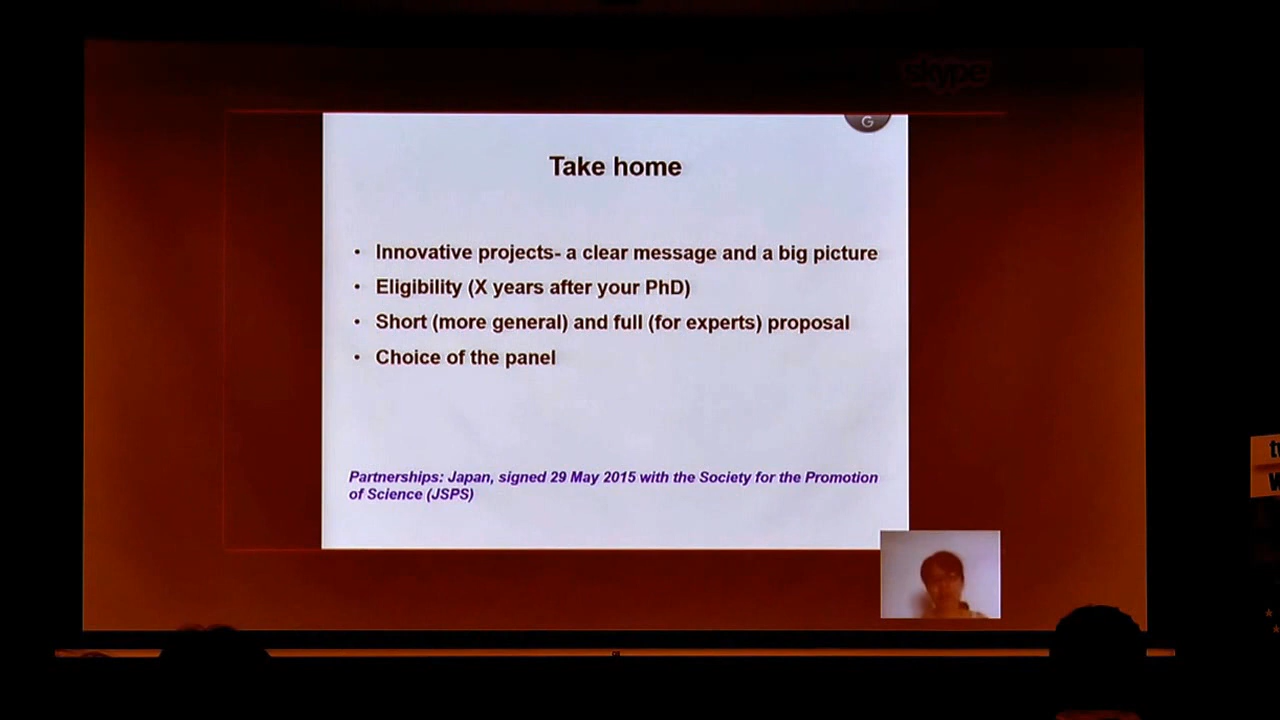 skype
G
Take home
• Innovative projects- a clear message and a big picture
• Eligibility (X years after your PhD)
• Short (more general) and full (for experts) proposal
• Choice of the panel
Partnerships: Japan, signed 29 May 2015 with the Society for the Promotion
of Science (JSPS)